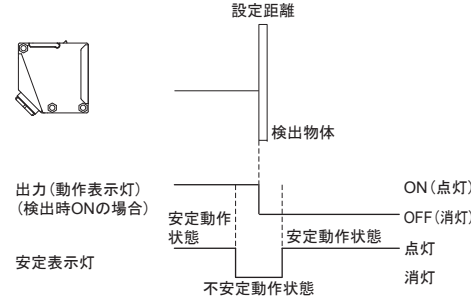 設定距離
検出物体
出力(動作表示灯)
(検出時ONの場合)
ON(点灯)
OFF(消灯)
安定動作
状態
安定動作状態
安定表示灯
点灯
消灯
不安定動作状態